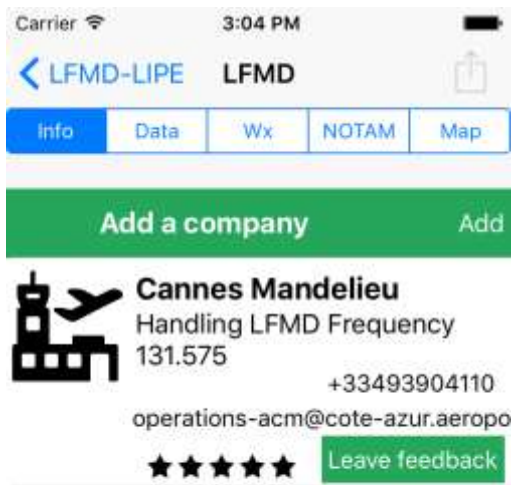 Carrier 3:04 PM
LFMD-LIPE LFMD
Info Data Wx NOTAM Map
Add a company Add
Cannes Mandelieu
Handling LFMD Frequency
131.575
+33493904110
operations-acm@cote-azur.aeropo
Leave feedback